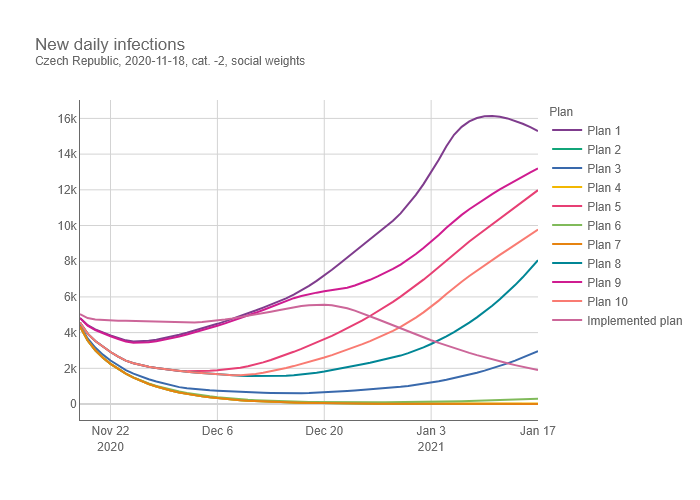 New daily infections
Czech Republic, 2020-11-18, cat. -2, social weights
Plan
16k
14k
12k
10k
8k
6k
4k
2k
0
Plan 1
Plan 2
Plan 3
Plan 4
Plan 5
Plan 6
Plan 7
Plan 8
Plan 9
Plan 10
Implemented plan
Nov 22 Dec 6 Dec 20 Jan 3 Jan 17
2020 2021